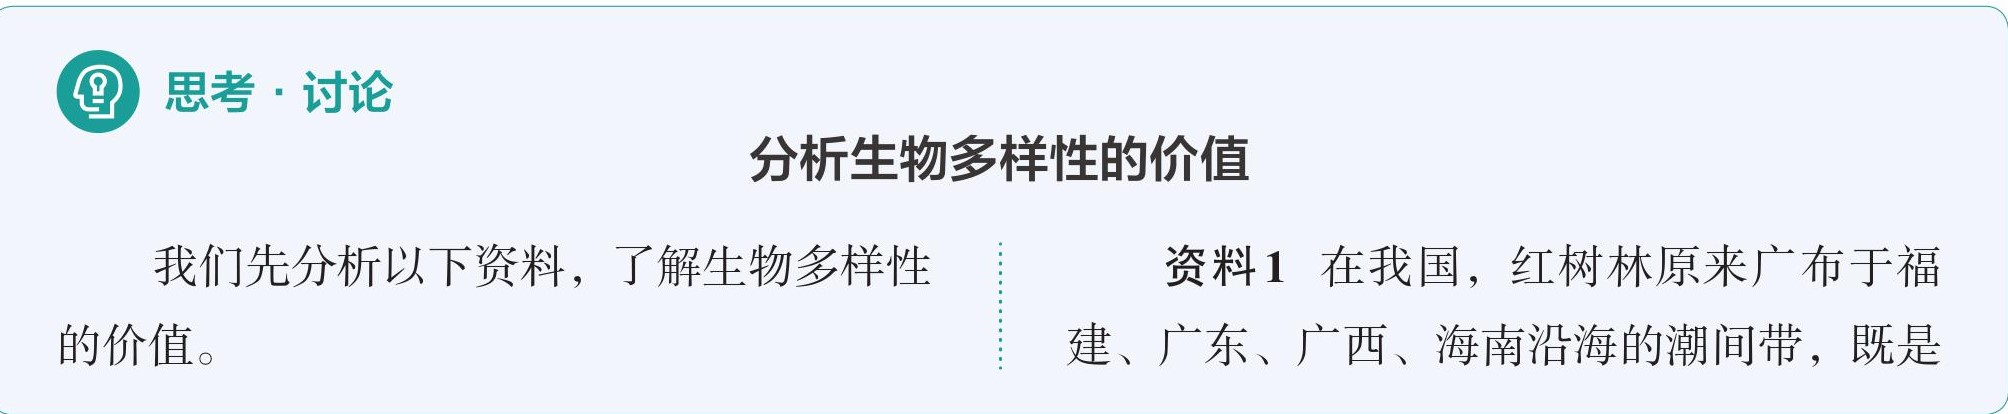 思考·讨论
分析生物多样性的价值
我们先分析以下资料，了解生物多样性
的价值。
资料1 在我国，红树林原来广布于福
建、广东、广西、海南沿海的潮间带，既是